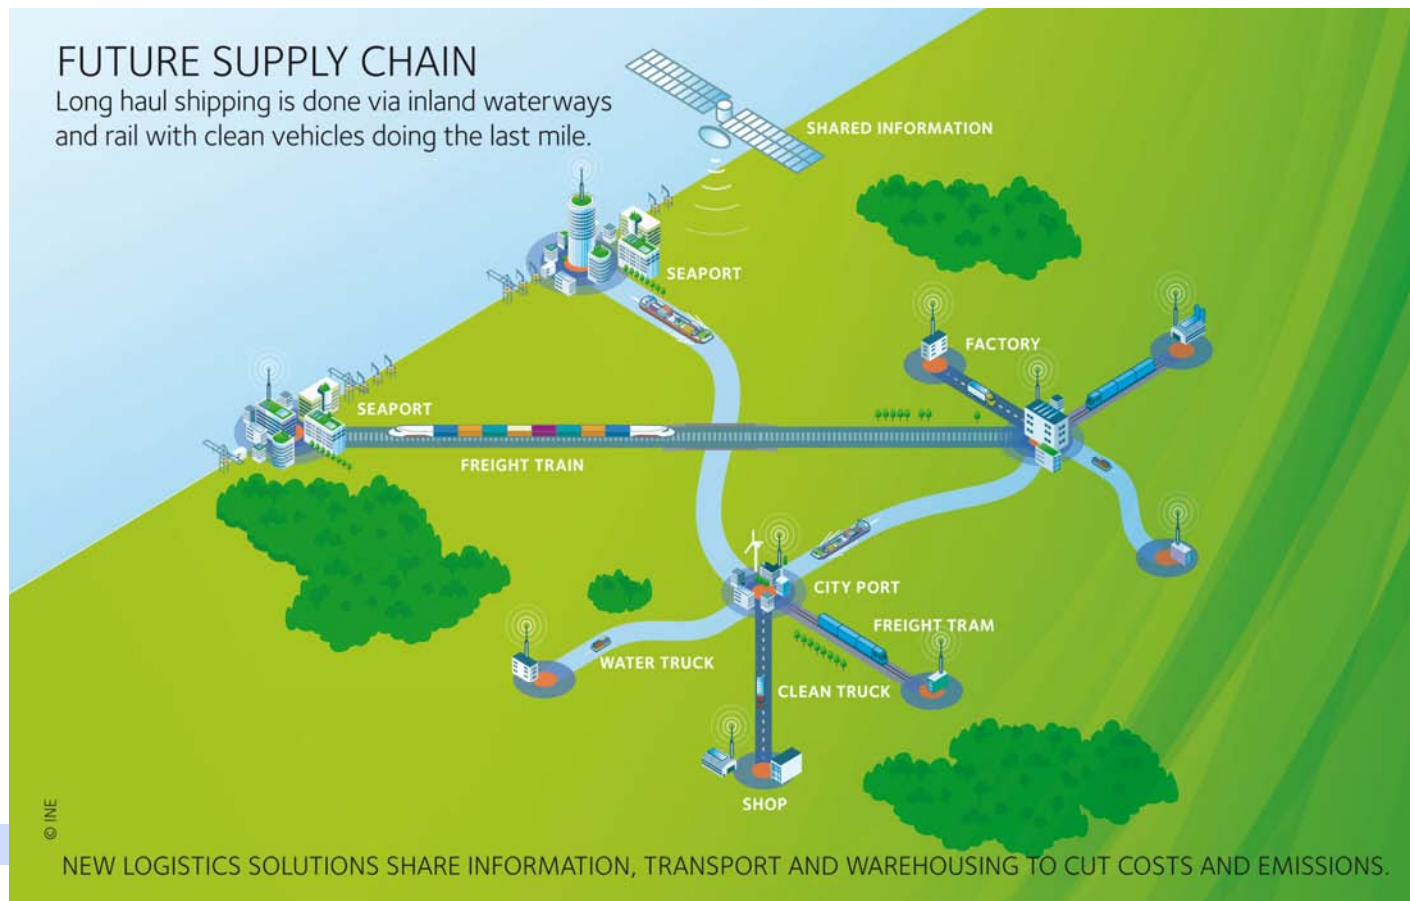 FUTURE SUPPLY CHAIN
Long haul shipping is done via inland waterways
and rail with clean vehicles doing the last mile.
SHARED INFORMATION
SEAPORT
FACTORY
SEAPORT
FREIGHT TRAIN
CITY PORT
FREIGHT TRAM
WATER TRUCK
CLEAN TRUCK
SHOP
© INE
NEW LOGISTICS SOLUTIONS SHARE INFORMATION, TRANSPORT AND WAREHOUSING TO CUT COSTS AND EMISSIONS.